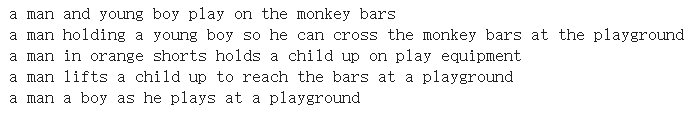 a man and young boy play on the monkey bars
a man holding a young boy so he can cross the monkey bars at the playground
a man in orange shorts holds a child up on play equipment
a man lifts a child up to reach the bars at a playground
a man a boy as he plays at a playground